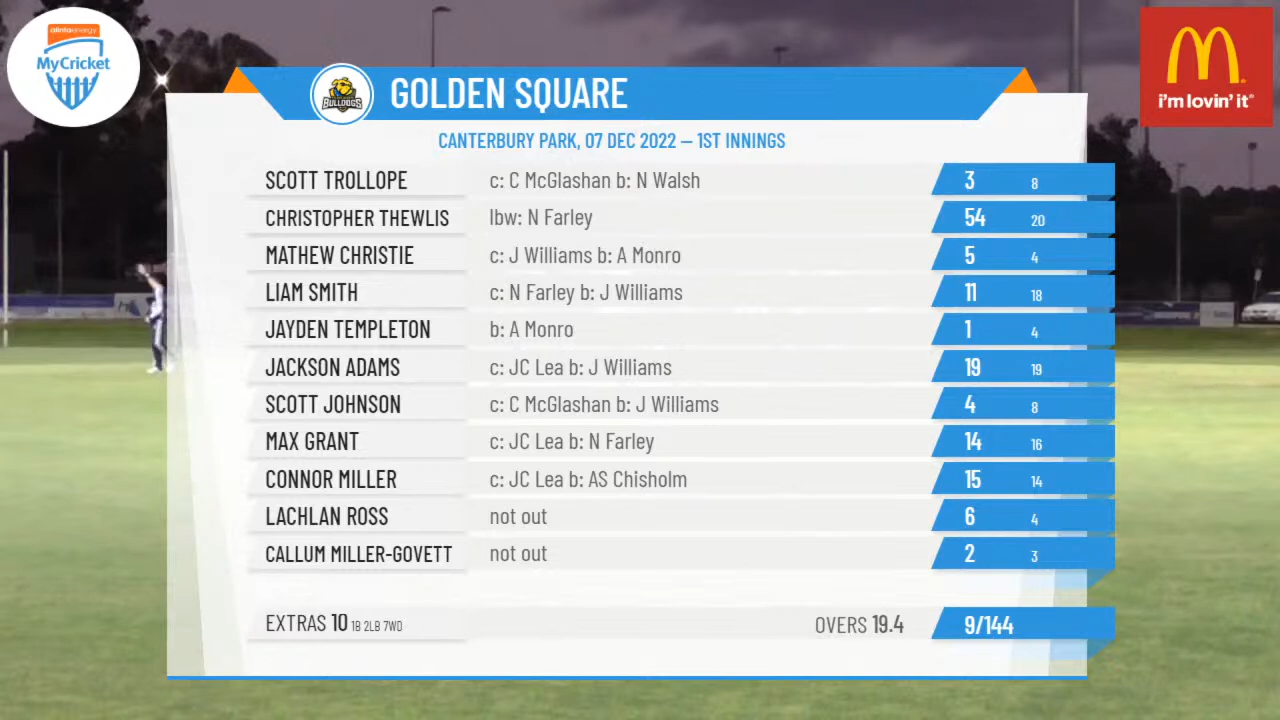 alintaenergy
MyCricket
i'm lovin' it
BULLDOGS
GOLDEN SQUARE
CANTERBURY PARK, 07 DEC 2022 – 1ST INNINGS
SCOTT TROLLOPE c: C McGlashan b: N Walsh 3 8
CHRISTOPHER THEWLIS lbw: N Farley 54 20
MATHEW CHRISTIE c: J Williams b: A Monro 5 4
LIAM SMITH c: N Farley b: J Williams 11 18
JAYDEN TEMPLETON b: A Monro 1 4
JACKSON ADAMS c: JC Lea b: J Williams 19 19
SCOTT JOHNSON c: C McGlashan b: J Williams 4 8
MAX GRANT c: JC Lea b: N Farley 14 16
CONNOR MILLER c: JC Lea b: AS Chisholm 15 14
LACHLAN ROSS not out 6 4
CALLUM MILLER-GOVETT not out 2 3
EXTRAS 10 1B 2LB 7WD OVERS 19.4 9/144